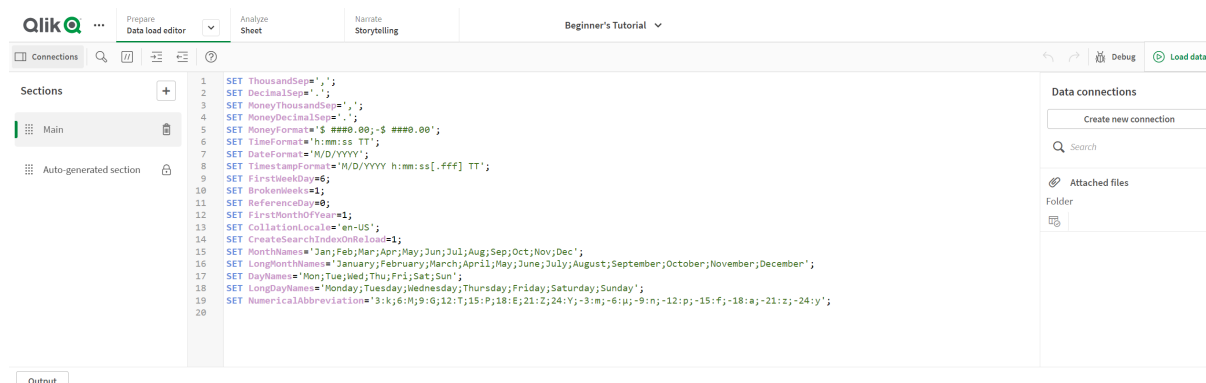 Qlik
Prepare
Data load editor
Analyze
Sheet
Narrate
Storytelling
Beginner's Tutorial
Connections
Debug
Load data
Sections
Main
Auto-generated section
1 SET ThousandSep=',';
2 SET DecimalSep='.';
3 SET MoneyThousandSep=',';
4 SET MoneyDecimalSep='.';
5 SET MoneyFormat='$ ###0.00;-$ ###0.00';
6 SET TimeFormat='h:mm:ss TT';
7 SET DateFormat='M/D/YYYY';
8 SET TimestampFormat='M/D/YYYY h:mm:ss[.fff] TT';
9 SET FirstWeekDay=6;
10 SET BrokenWeeks=1;
11 SET ReferenceDay=0;
12 SET FirstMonthOfYear=1;
13 SET CollationLocale='en-US';
14 SET CreateSearchIndexOnReload=1;
15 SET MonthNames='Jan;Feb;Mar;Apr;May;Jun;Jul;Aug;Sep;Oct;Nov;Dec';
16 SET LongMonthNames='January;February;March;April;May;June;July;August;September;October;November;December';
17 SET DayNames='Mon;Tue;Wed;Thu;Fri;Sat;Sun';
18 SET LongDayNames='Monday;Tuesday;Wednesday;Thursday;Friday;Saturday;Sunday';
19 SET NumericalAbbreviation='3:k;6:M;9:G;12:T;15:P;18:E;21:Z;24:Y;-3:m;-6:μ;-9:n;-12:p;-15:f;-18:a;-21:z;-24:y';
20
Data connections
Create new connection
Search
Attached files
Folder
Output